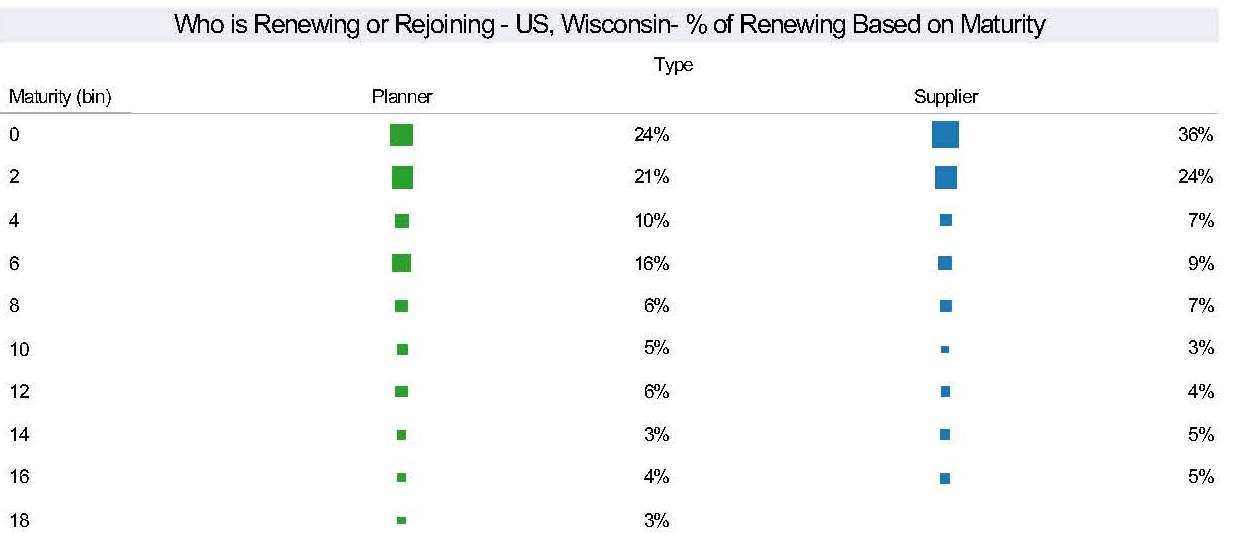 Who is Renewing or Rejoining - US, Wisconsin- % of Renewing Based on Maturity
Type
Maturity (bin) Planner Supplier
0 24% 36%
2 21% 24%
4 10% 7%
6 16% 9%
8 6% 7%
10 5% 3%
12 6% 4%
14 3% 5%
16 4% 5%
18 3%